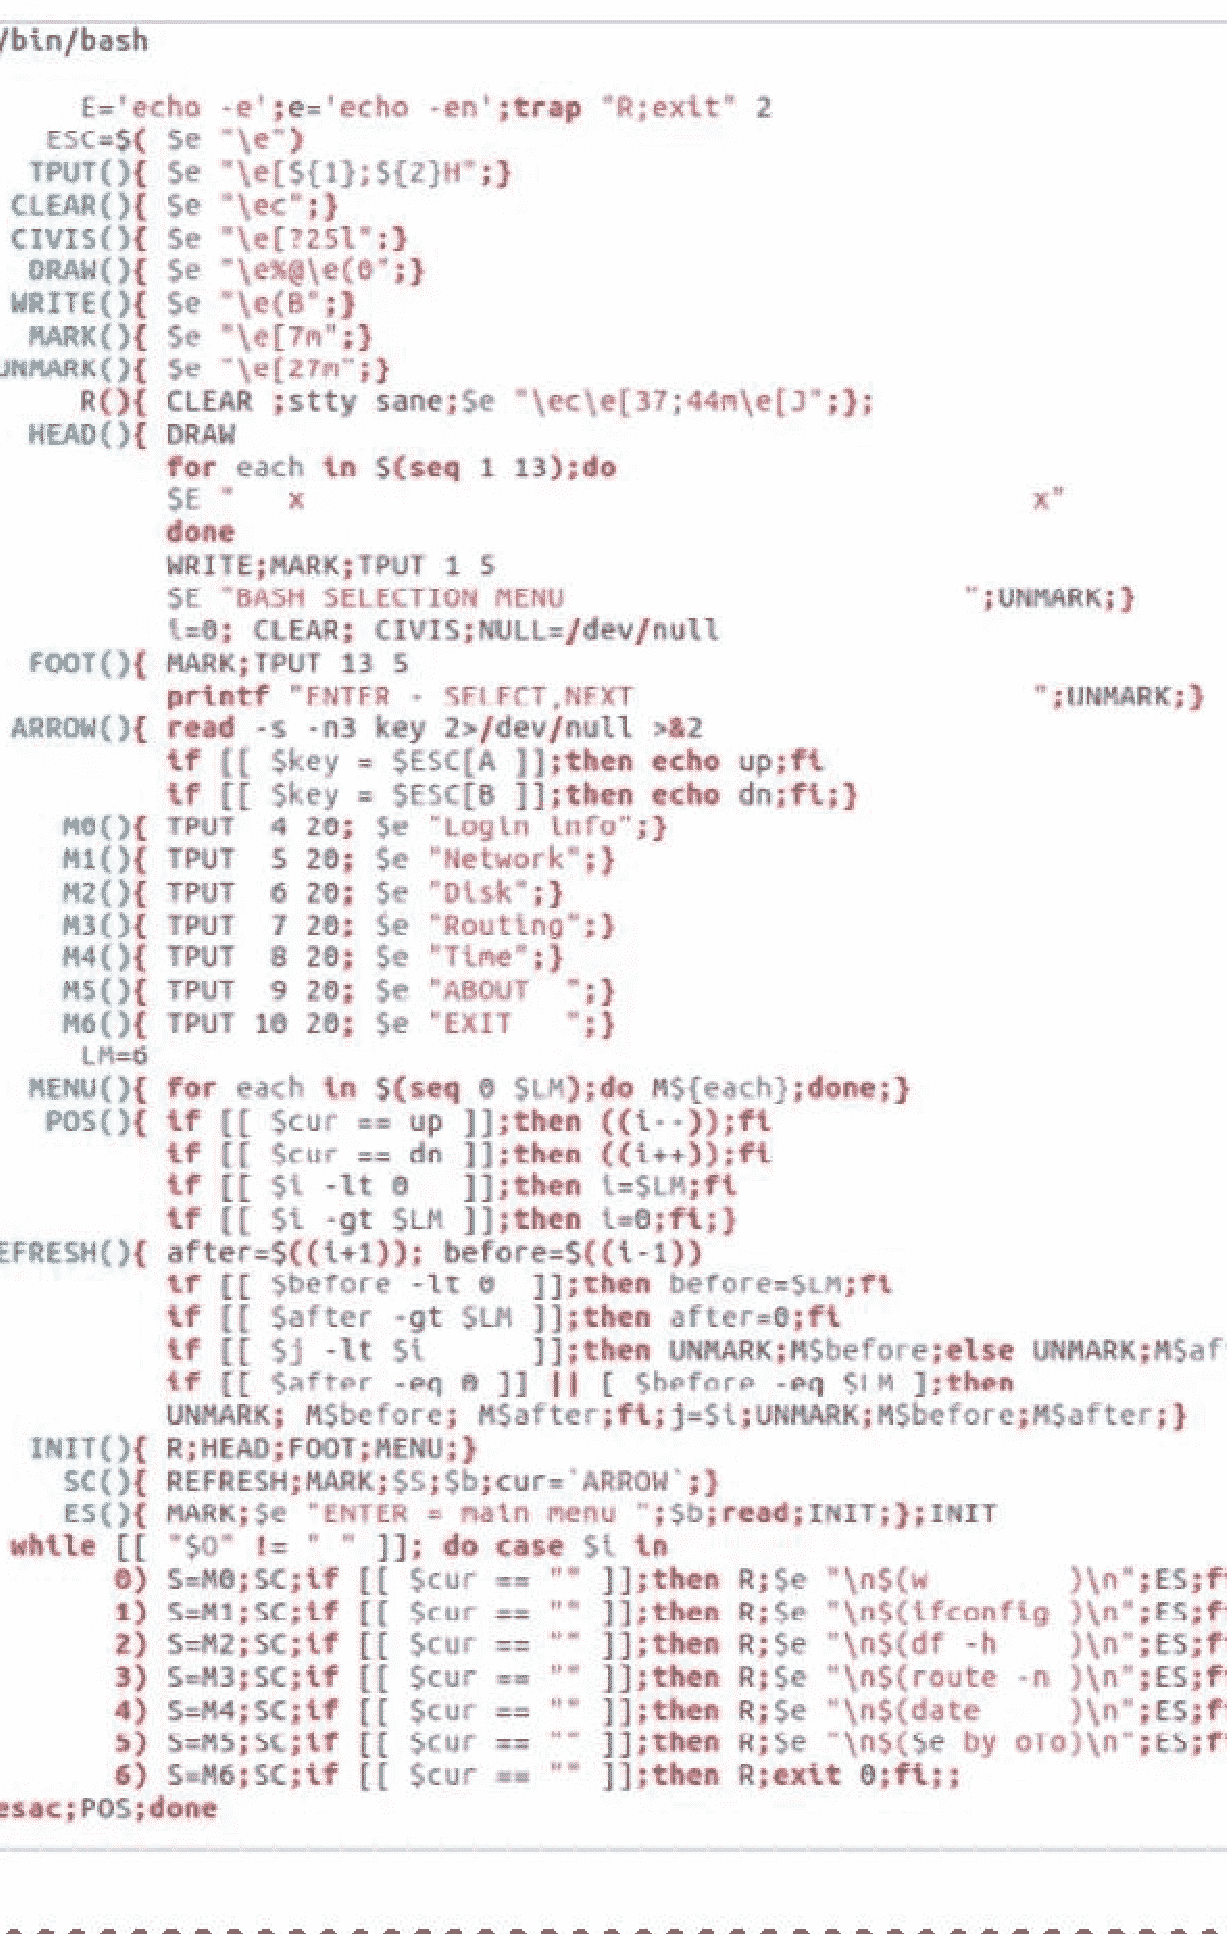 /bin/bash
E='echo -e';e='echo -en';trap "R;exit" 2
ESC=$( $e "\e")
TPUT(){ $e "\e[${1};${2}H";}
CLEAR(){ $e "\ec";}
CIVIS(){ $e "\e[?25l";}
DRAW(){ $e "\e%@\e(0";}
WRITE(){ $e "\e(B";}
MARK(){ $e "\e[7m";}
UNMARK(){ $e "\e[27m";}
R(){ CLEAR ;stty sane;$e "\ec\e[37;44m\e[J";};
HEAD(){ DRAW
for each in $(seq 1 13);do
$E "   x                                          x"
done
WRITE;MARK;TPUT 1 5
$E "BASH SELECTION MENU                       ";UNMARK;}
i=0; CLEAR; CIVIS;NULL=/dev/null
FOOT(){ MARK;TPUT 13 5
printf "ENTER - SELECT,NEXT                       ";UNMARK;}
ARROW(){ read -s -n3 key 2>/dev/null >&2
if [[ $key = $ESC[A ]];then echo up;fi
if [[ $key = $ESC[B ]];then echo dn;fi;}
M0(){ TPUT  4 20; $e "Login info";}
M1(){ TPUT  5 20; $e "Network";}
M2(){ TPUT  6 20; $e "Disk";}
M3(){ TPUT  7 20; $e "Routing";}
M4(){ TPUT  8 20; $e "Time";}
M5(){ TPUT  9 20; $e "ABOUT  ";}
M6(){ TPUT 10 20; $e "EXIT   ";}
LM=6
MENU(){ for each in $(seq 0 $LM);do M${each};done;}
POS(){ if [[ $cur == up ]];then ((i--));fi
if [[ $cur == dn ]];then ((i++));fi
if [[ $i -lt 0   ]];then i=$LM;fi
if [[ $i -gt $LM ]];then i=0;fi;}
EFRESH(){ after=$((i+1)); before=$((i-1))
if [[ $before -lt 0  ]];then before=$LM;fi
if [[ $after -gt $LM ]];then after=0;fi
if [[ $j -lt $i      ]];then UNMARK;M$before;else UNMARK;M$af
if [[ $after -eq 0 ]] || [ $before -eq $LM ];then
UNMARK; M$before; M$after;fi;j=$i;UNMARK;M$before;M$after;}
INIT(){ R;HEAD;FOOT;MENU;}
SC(){ REFRESH;MARK;$S;$b;cur=`ARROW`;}
ES(){ MARK;$e "ENTER = main menu ";$b;read;INIT;};INIT
while [[ "$O" != " " ]]; do case $i in
0) S=M0;SC;if [[ $cur == "" ]];then R;$e "\n$(w        )\n";ES;fi
1) S=M1;SC;if [[ $cur == "" ]];then R;$e "\n$(ifconfig )\n";ES;fi
2) S=M2;SC;if [[ $cur == "" ]];then R;$e "\n$(df -h    )\n";ES;fi
3) S=M3;SC;if [[ $cur == "" ]];then R;$e "\n$(route -n )\n";ES;fi
4) S=M4;SC;if [[ $cur == "" ]];then R;$e "\n$(date     )\n";ES;fi
5) S=M5;SC;if [[ $cur == "" ]];then R;$e "\n$($e by oTo)\n";ES;fi
6) S=M6;SC;if [[ $cur == "" ]];then R;exit 0;fi;;
esac;POS;done